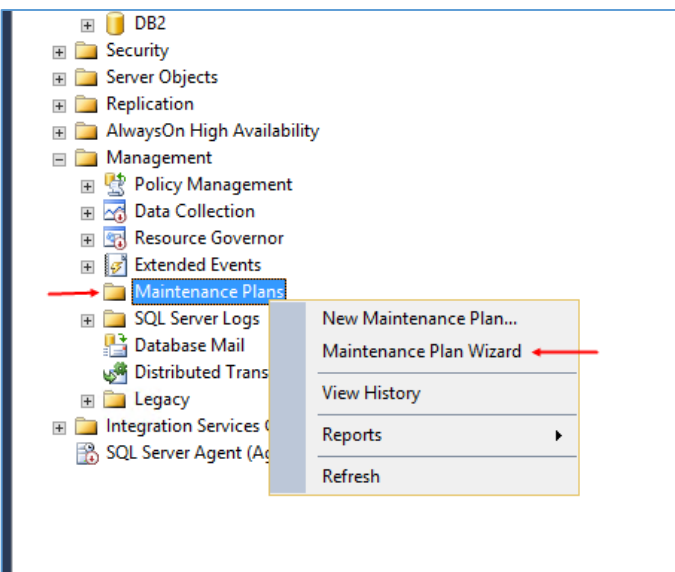 DB2
Security
Server Objects
Replication
AlwaysOn High Availability
Management
Policy Management
Data Collection
Resource Governor
Extended Events
Maintenance Plans
SQL Server Logs
Database Mail
Distributed Trans
Legacy
Integration Services
SQL Server Agent (Ag
New Maintenance Plan...
Maintenance Plan Wizard
View History
Reports
Refresh